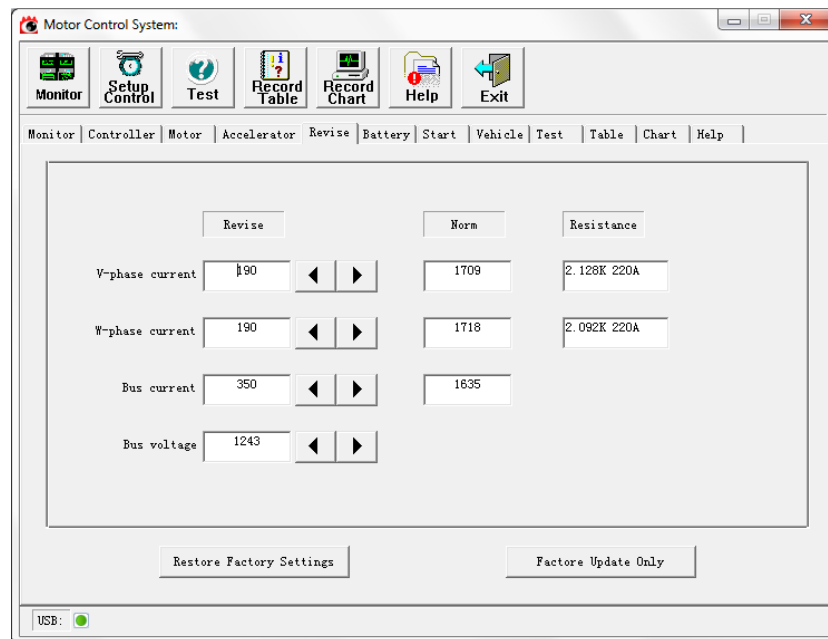 Motor Control System:
Monitor
Setup
Control
Test
Record
Table
Record
Chart
Help
Exit
Monitor Controller Motor Accelerator Revise Battery Start Vehicle Test Table Chart Help
Revise Norm Resistance
V-phase current 190 1709 2.128K 220A
W-phase current 190 1718 2.092K 220A
Bus current 350 1635
Bus voltage 1243
Restore Factory Settings Factore Update Only
USB: